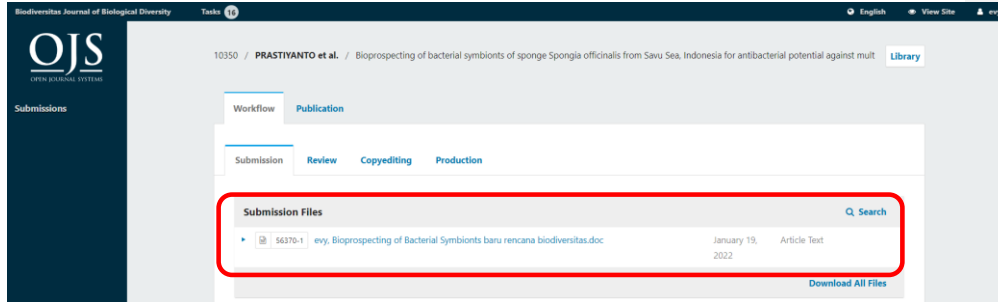 Biodiversitas Journal of Biological Diversity Tasks 16 English View Site
OJS
OPEN JOURNAL SYSTEMS
Submissions
10350 / PRASTIYANTO et al. / Bioprospecting of bacterial symbionts of sponge Spongia officinalis from Savu Sea, Indonesia for antibacterial potential against mult Library
Workflow Publication
Submission Review Copyediting Production
Submission Files Search
56370-1 evy, Bioprospecting of Bacterial Symbionts baru rencana biodiversitas.doc January 19, Article Text
2022
Download All Files